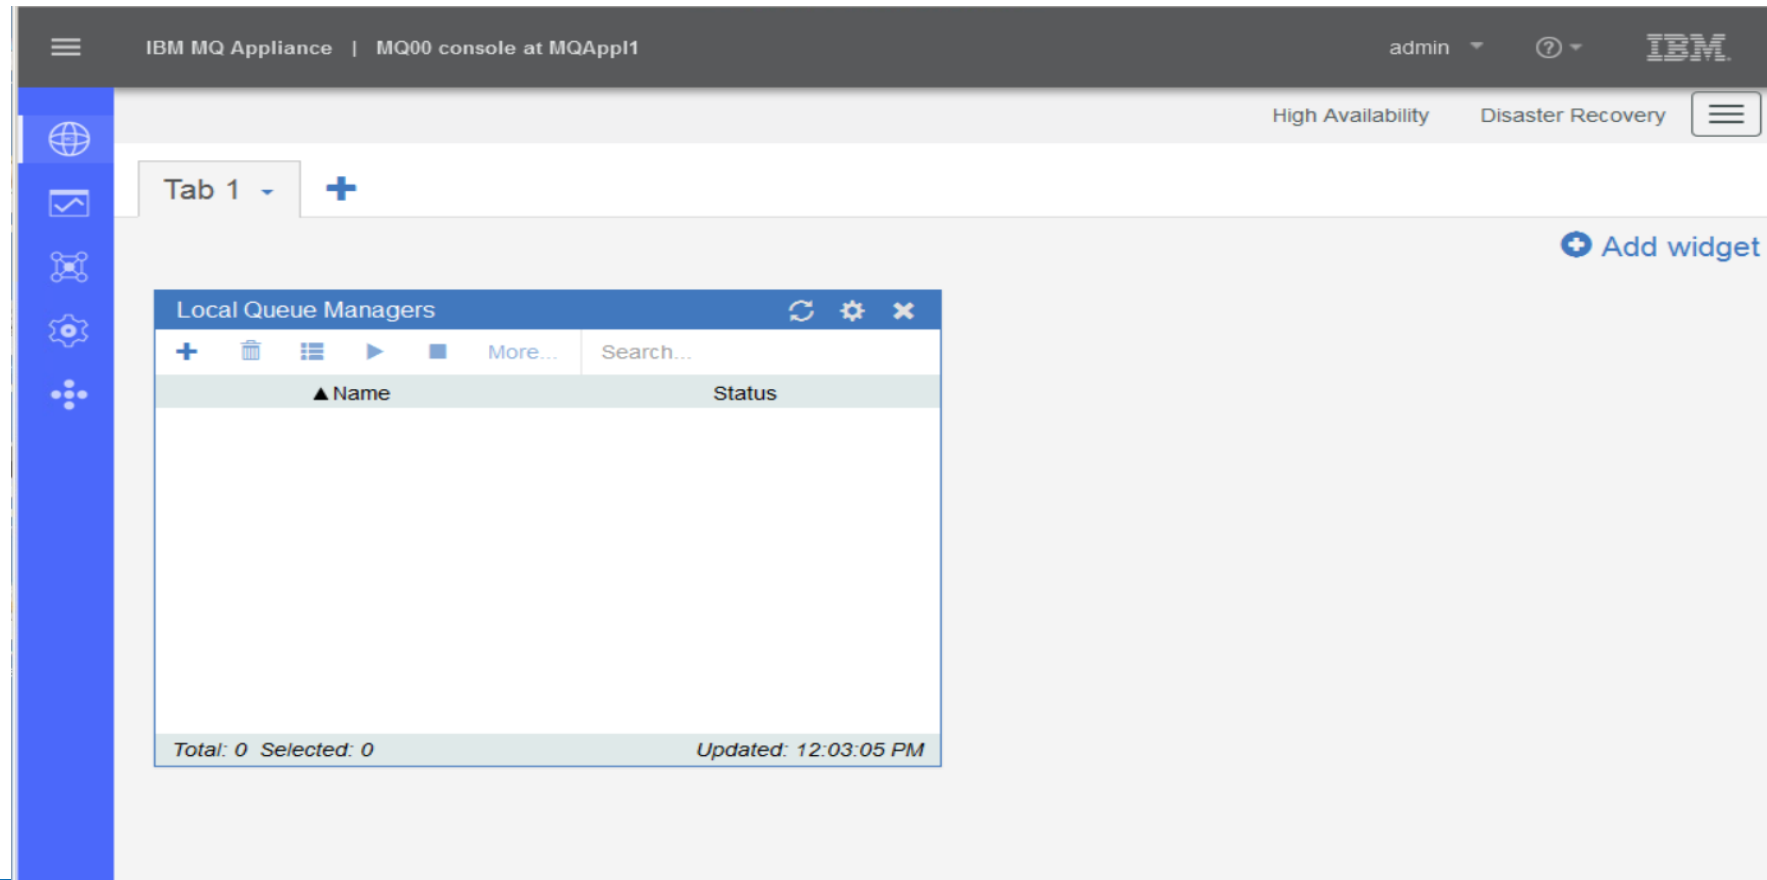 IBM MQ Appliance | MQ00 console at MQAppl1
admin
IBM
High Availability Disaster Recovery
Tab 1
Add widget
Local Queue Managers
More... Search...
▲Name Status
Total: 0 Selected: 0 Updated: 12:03:05 PM